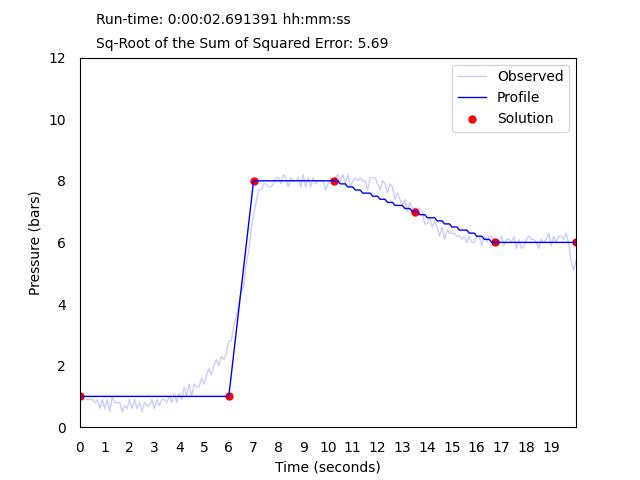 Run-time: 0:00:02.691391 hh:mm:ss
Sq-Root of the Sum of Squared Error: 5.69
12
10
8
6
4
2
0
Pressure (bars)
Observed
Profile
Solution
0 1 2 3 4 5 6 7 8 9 10 11 12 13 14 15 16 17 18 19
Time (seconds)